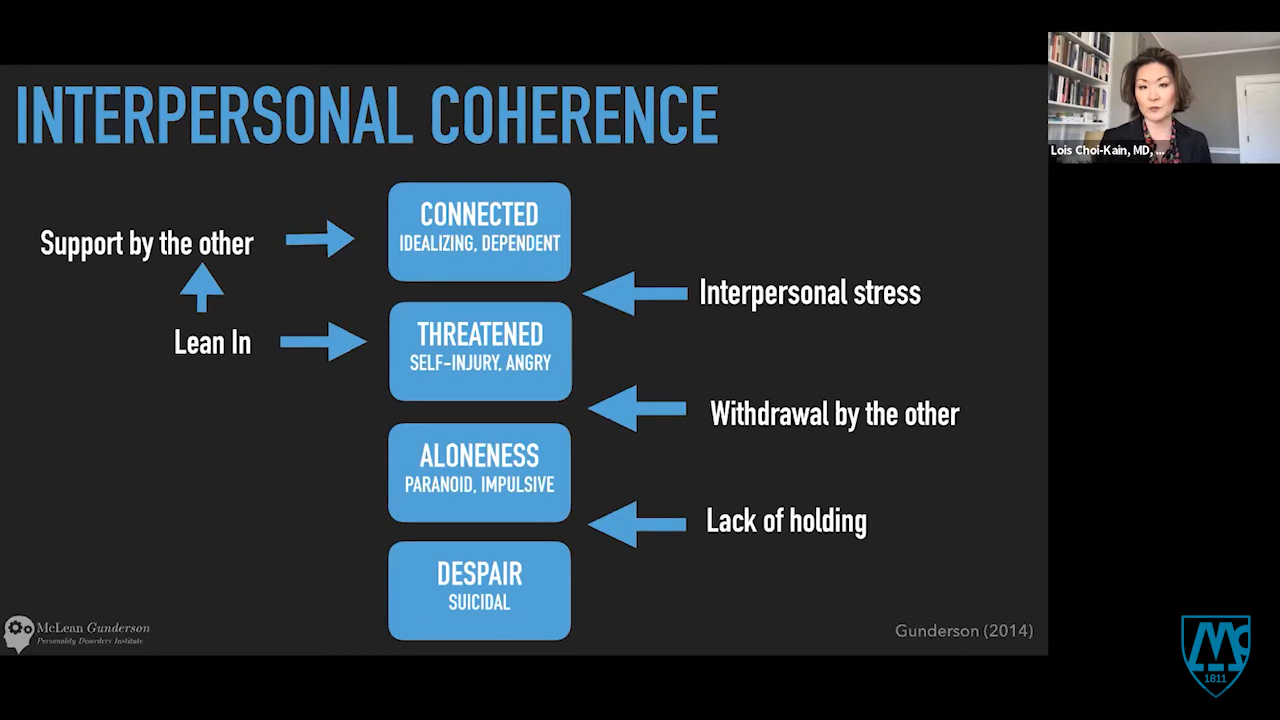 INTERPERSONAL COHERENCE
CONNECTED
IDEALIZING, DEPENDENT
Support by the other
Interpersonal stress
THREATENED
SELF-INJURY, ANGRY
Lean In
Withdrawal by the other
ALONENESS
PARANOID, IMPULSIVE
Lack of holding
DESPAIR
SUICIDAL
McLean Gunderson
Personality Disorders Institute
Gunderson (2014)
Lois Choi-Kain, MD, ...
Mc
1811